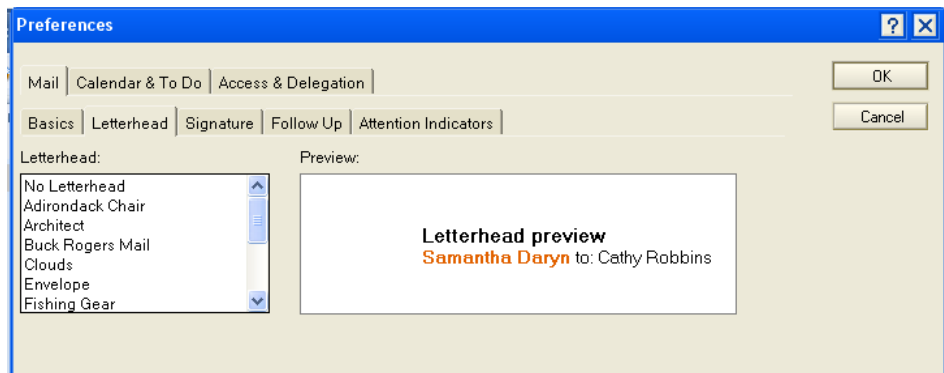 Preferences
Mail Calendar & To Do Access & Delegation
OK
Basics Letterhead Signature Follow Up Attention Indicators
Cancel
Letterhead: Preview:
No Letterhead
Adirondack Chair
Architect
Buck Rogers Mail
Clouds
Envelope
Fishing Gear
Letterhead preview
Samantha Daryn to: Cathy Robbins